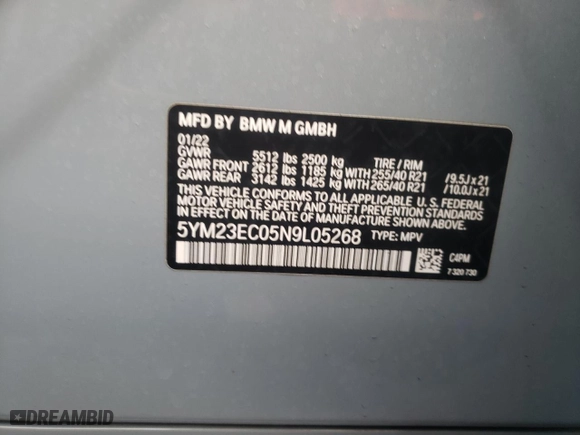 MFD BY BMW M GMBH
01/22
GVWR 5512 lbs 2500 kg TIRE / RIM
GAWR FRONT 2612 lbs 1185 kg WITH 255/40 R21 /9.5J x 21
GAWR REAR 3142 lbs 1425 kg WITH 265/40 R21 /10.0J x 21
THIS VEHICLE CONFORMS TO ALL APPLICABLE U. S. FEDERAL
MOTOR VEHICLE SAFETY AND THEFT PREVENTION STANDARDS
IN EFFECT ON THE DATE OF MANUFACTURE SHOWN ABOVE.
5YM23EC05N9L05268 TYPE: MPV
C4PM
7 320 730
DREAMBID